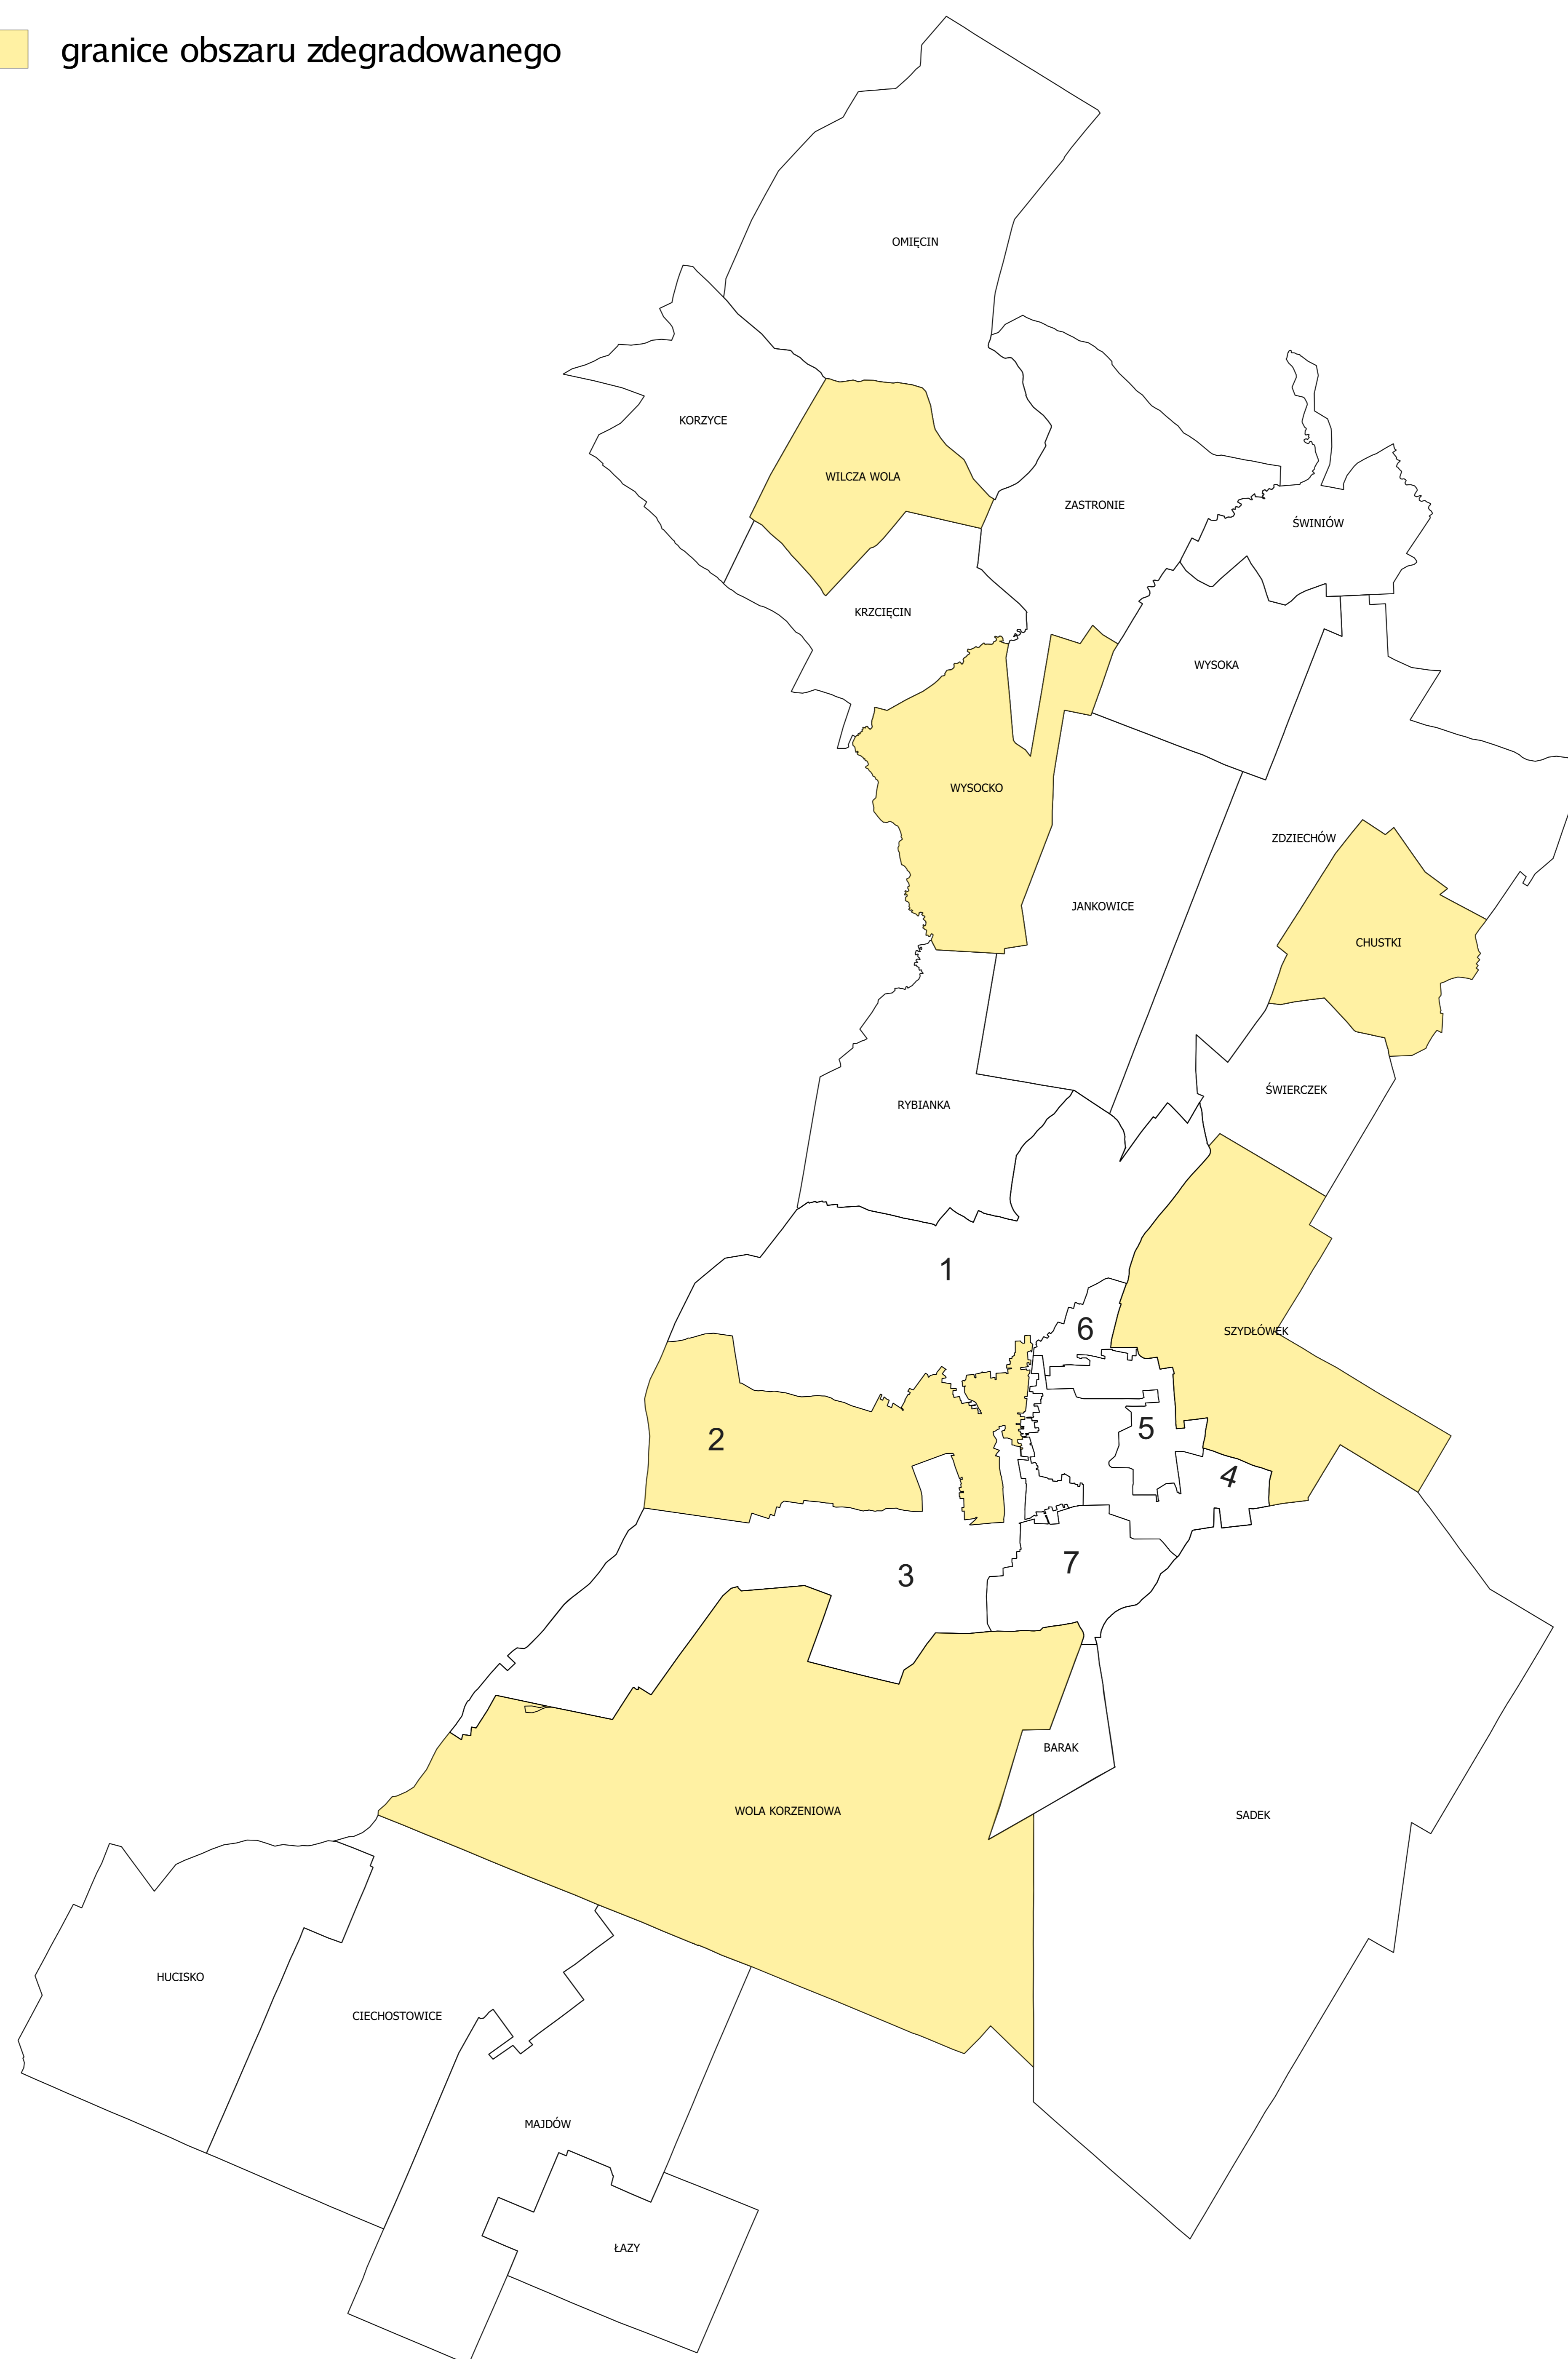 granice obszaru zdegradowanego
OMIĘCIN
KORZYCE
WILCZA WOLA
ZASTRONIE
ŚWINIÓW
KRZCIĘCIN
WYSOKA
WYSOCKO
ZDZIECHÓW
JANKOWICE
CHUSTKI
ŚWIERCZEK
RYBIANKA
1
6
SZYDŁÓWEK
2
5
4
3
7
BARAK
WOLA KORZENIOWA
SADEK
HUCISKO
CIECHOSTOWICE
MAJDÓW
ŁAZY